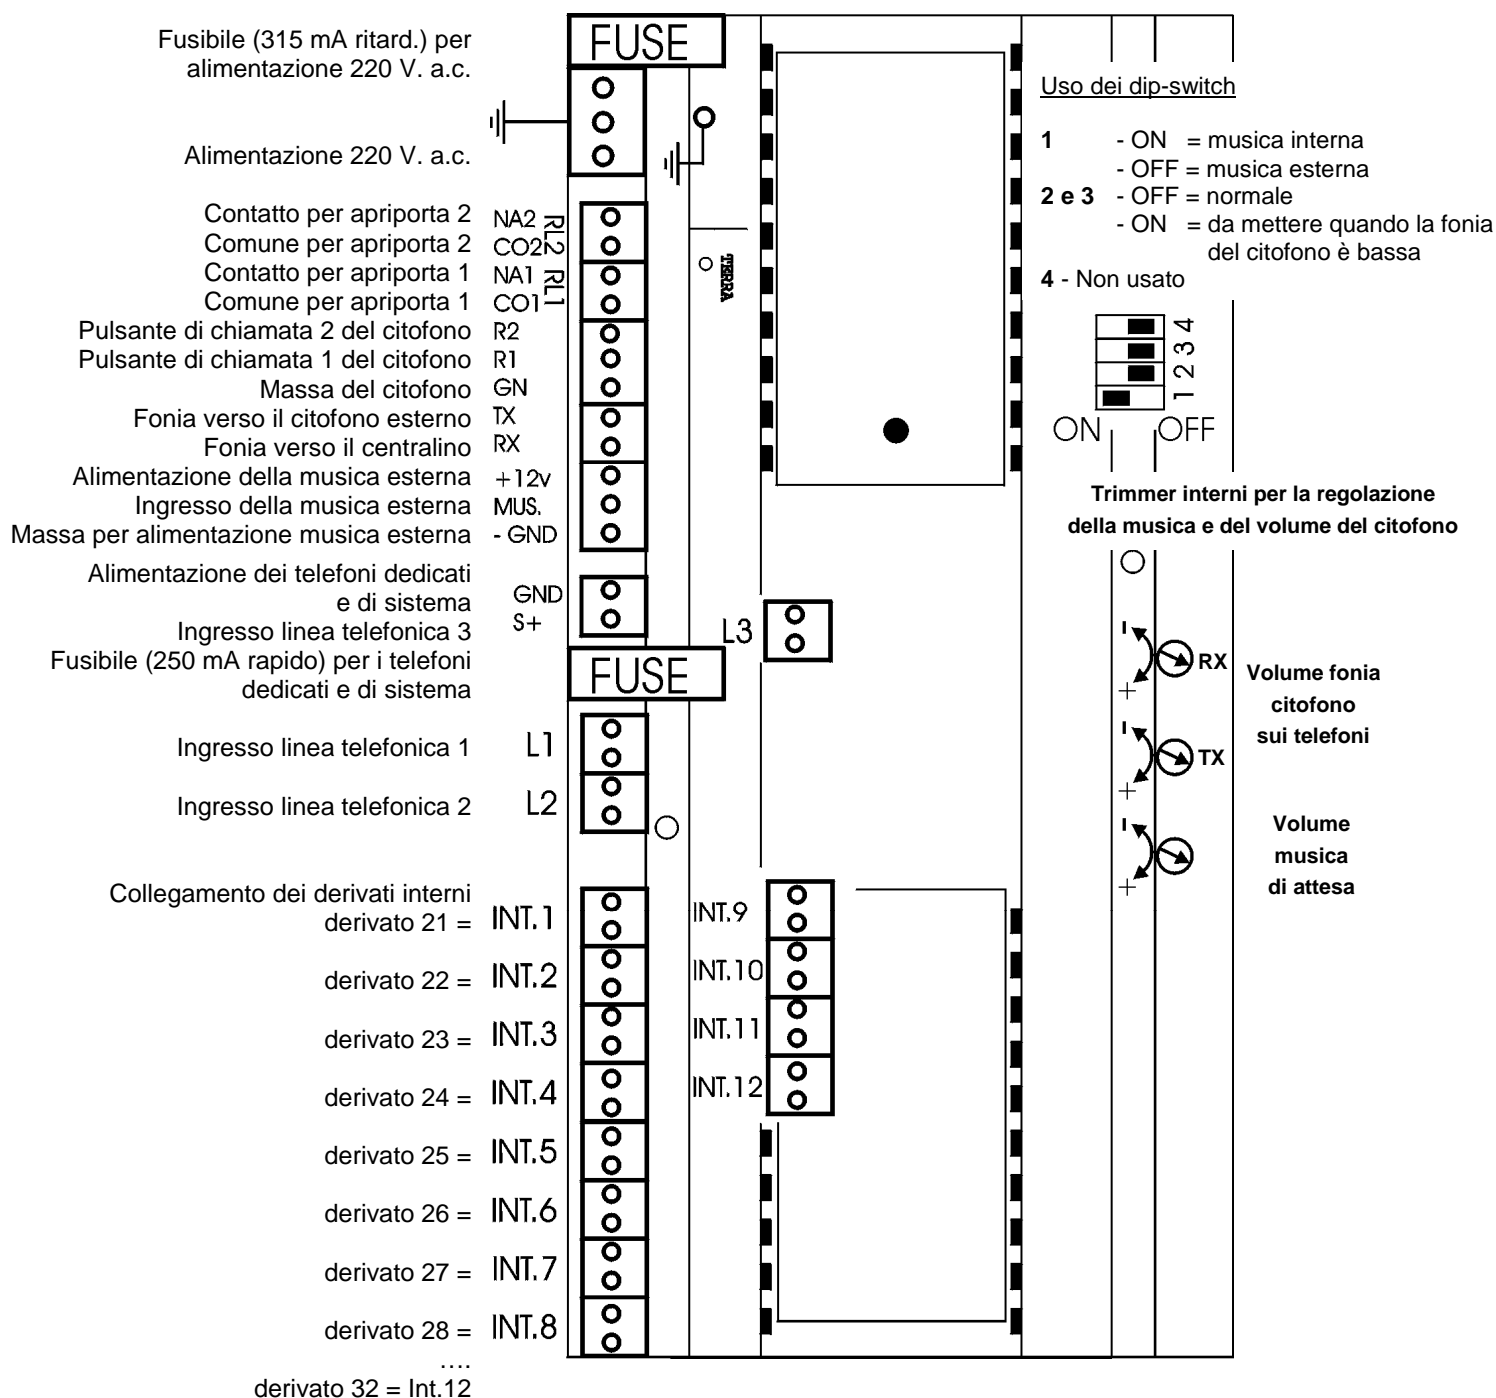 Fusibile (315 mA ritard.) per
alimentazione 220 V. a.c.
FUSE
Alimentazione 220 V. a.c.
Contatto per apriporta 2 NA2
Comune per apriporta 2 CO2
RL2
Contatto per apriporta 1 NA1
Comune per apriporta 1 CO1
RL1
Pulsante di chiamata 2 del citofono R2
Pulsante di chiamata 1 del citofono R1
Massa del citofono GN
Fonia verso il citofono esterno TX
Fonia verso il centralino RX
Alimentazione della musica esterna +12v
Ingresso della musica esterna MUS.
Massa per alimentazione musica esterna - GND
Alimentazione dei telefoni dedicati
e di sistema
GND
S+
Ingresso linea telefonica 3
L3
Fusibile (250 mA rapido) per i telefoni
dedicati e di sistema
FUSE
Ingresso linea telefonica 1 L1
Ingresso linea telefonica 2 L2
Collegamento dei derivati interni
derivato 21 = INT.1
derivato 22 = INT.2
derivato 23 = INT.3
derivato 24 = INT.4
derivato 25 = INT.5
derivato 26 = INT.6
derivato 27 = INT.7
derivato 28 = INT.8
....
derivato 32 = Int.12
TERRA
INT.9
INT.10
INT.11
INT.12
Uso dei dip-switch
1 - ON = musica interna
- OFF = musica esterna
2 e 3 - OFF = normale
- ON = da mettere quando la fonia
del citofono è bassa
4 - Non usato
1 2 3 4
ON OFF
Trimmer interni per la regolazione
della musica e del volume del citofono
- + RX
Volume fonia
citofono
sui telefoni
- + TX
- +
Volume
musica
di attesa